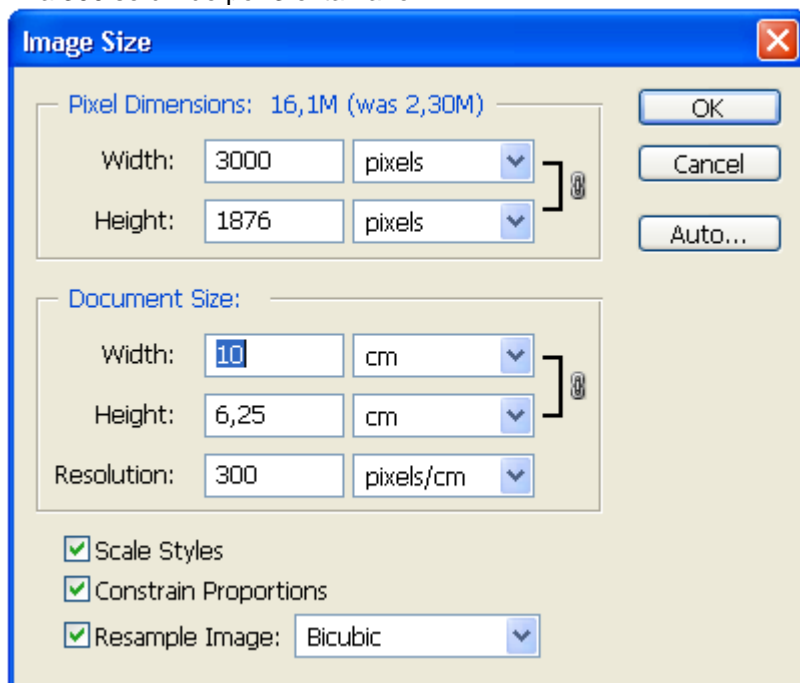 Image Size
Pixel Dimensions: 16,1M (was 2,30M)
OK
Width: 3000 pixels
Cancel
Height: 1876 pixels
Auto...
Document Size:
Width: 10 cm
Height: 6,25 cm
Resolution: 300 pixels/cm
Scale Styles
Constrain Proportions
Resample Image: Bicubic